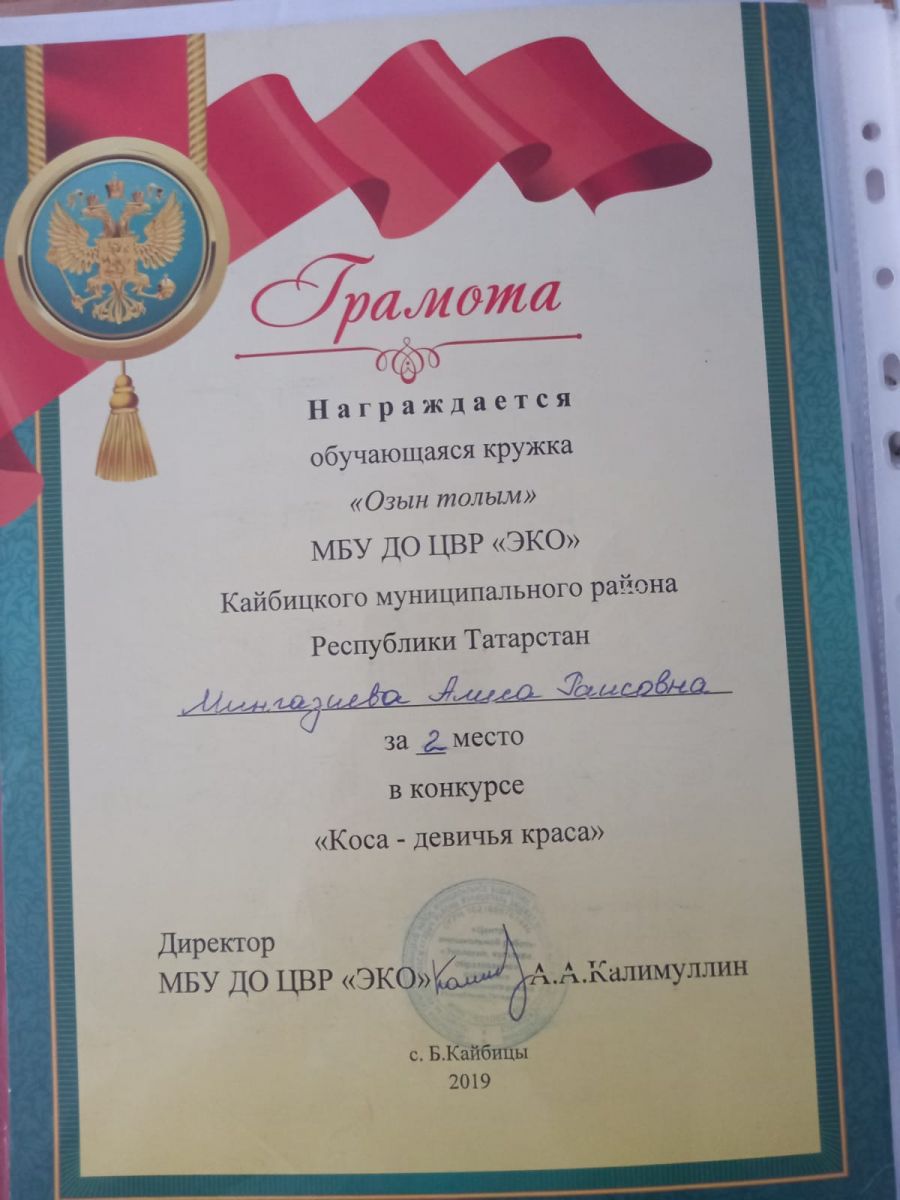 Грамота
Награждается
обучающаяся кружка
«Озын толым»
МБУ ДО ЦВР «ЭКО»
Кайбицкого муниципального района
Республики Татарстан
Мингазиева Алиса Раисовна
за 2 место
в конкурсе
«Коса - девичья краса»
Директор
МБУ ДО ЦВР «ЭКО» А.А.Калимуллин
с. Б.Кайбицы
2019